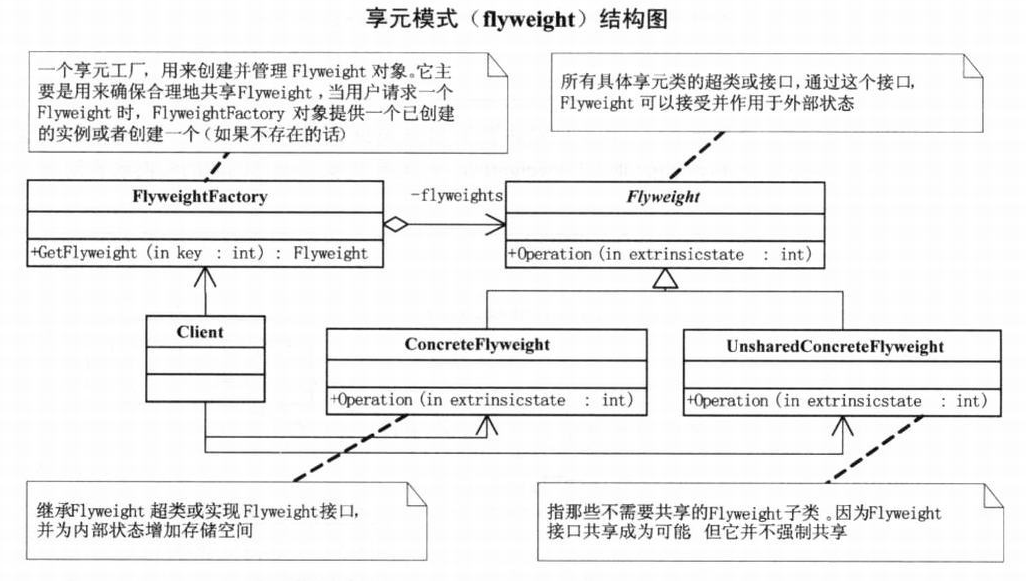 享元模式（flyweight）结构图
一个享元工厂，用来创建并管理 Flyweight 对象。它主
要是用来确保合理地共享Flyweight，当用户请求一个
Flyweight 时，FlyweightFactory 对象提供一个已创建
的实例或者创建一个（如果不存在的话）
所有具体享元类的超类或接口，通过这个接口，
Flyweight 可以接受并作用于外部状态
FlyweightFactory
+GetFlyweight (in key : int) : Flyweight
-flyweights
Flyweight
+Operation (in extrinsicstate : int)
Client
ConcreteFlyweight
+Operation (in extrinsicstate : int)
UnsharedConcreteFlyweight
+Operation (in extrinsicstate : int)
继承Flyweight 超类或实现 Flyweight接口，
并为内部状态增加存储空间
指那些不需要共享的Flyweight 子类。因为Flyweight
接口共享成为可能 但它并不强制共享